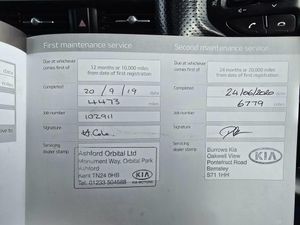 First maintenance service
Second maintenance service
Due at whichever comes first of
12 months or 10,000 miles
from date of first registration
Due at whichever comes first of
24 months or 20,000 miles
from date of first registration
Completed
20/9/19
date
Completed
24/06/2020
date
4473
miles
6779
miles
Job number
102911
Job number
Signature
Signature
Servicing
dealer stamp
Ashford Orbital Ltd
Monument Way, Orbital Park
Ashford
Kent TN24 0HB
Tel: 01233 504588
KIA
KIA MOTORS
Servicing
dealer stamp
Burrows Kia
Oakwell View
Pontefract Road
Barnsley
S71 1HH
KIA